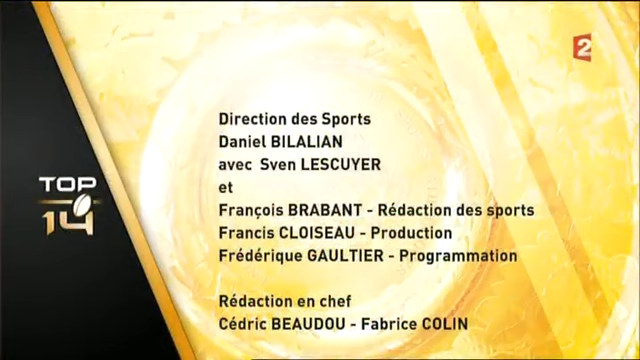 2
Direction des Sports
Daniel BILALIAN
avec Sven LESCUYER
et
François BRABANT - Rédaction des sports
Francis CLOISEAU - Production
Frédérique GAULTIER - Programmation
Rédaction en chef
Cédric BEAUDOU - Fabrice COLIN
TOP
14